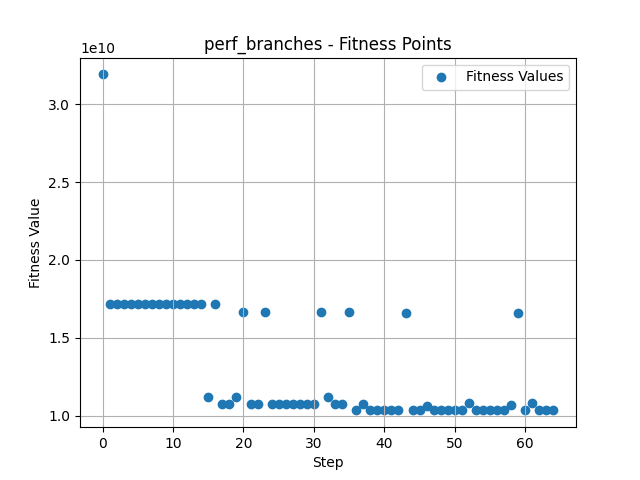 perf_branches - Fitness Points
1e10
Fitness Values
3.0
2.5
2.0
1.5
1.0
Fitness Value
0 10 20 30 40 50 60
Step